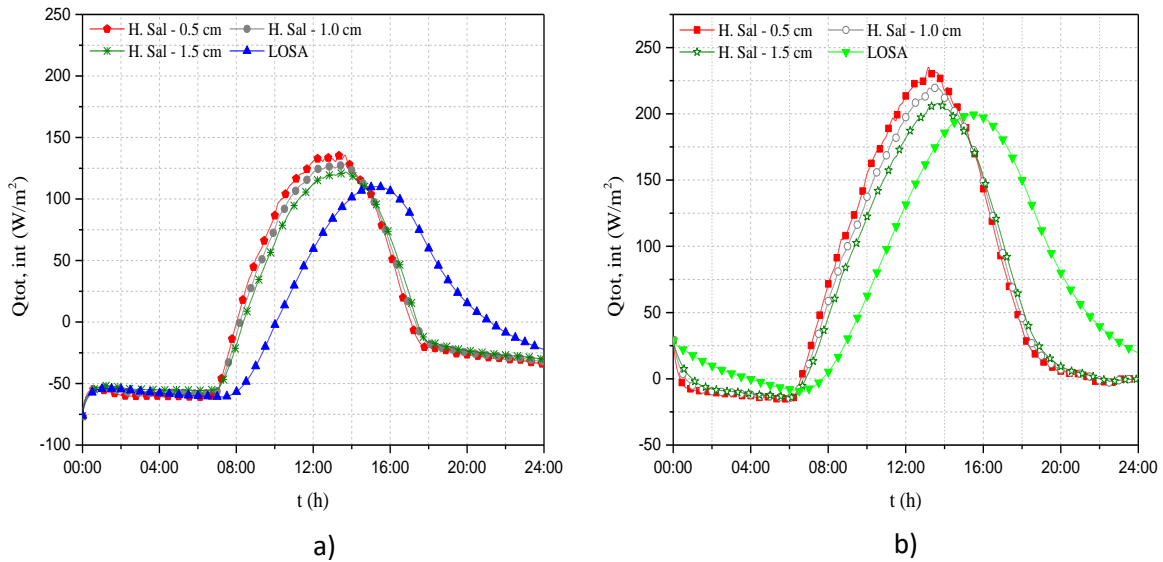 H. Sal - 0.5 cm
H. Sal - 1.0 cm
H. Sal - 1.5 cm
LOSA
Qtot, int (W/m²)
250
200
150
100
50
0
-50
-100
00:00 04:00 08:00 12:00 16:00 20:00 24:00
t (h)
a)
H. Sal - 0.5 cm
H. Sal - 1.0 cm
H. Sal - 1.5 cm
LOSA
Qtot, int (W/m²)
250
200
150
100
50
0
-50
00:00 04:00 08:00 12:00 16:00 20:00 24:00
t (h)
b)